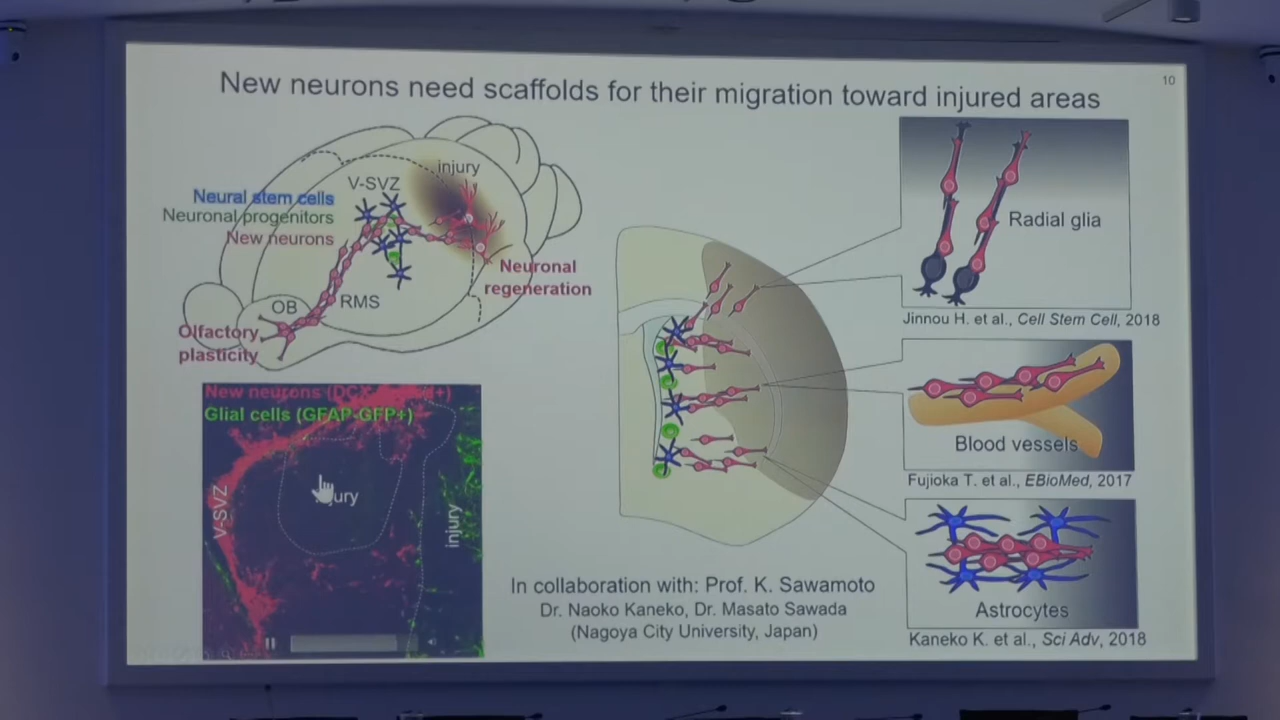 10
New neurons need scaffolds for their migration toward injured areas
injury
V-SVZ
Neural stem cells
Neuronal progenitors
New neurons
Neuronal
regeneration
OB
RMS
Olfactory
plasticity
New neurons (DCX
Glial cells (GFAP-GFP+)
V-SVZ
injury
In collaboration with: Prof. K. Sawamoto
Dr. Naoko Kaneko, Dr. Masato Sawada
(Nagoya City University, Japan)
Radial glia
Jinnou H. et al., Cell Stem Cell, 2018
Blood vessels
Fujioka T. et al., EBioMed, 2017
Astrocytes
Kaneko K. et al., Sci Adv, 2018